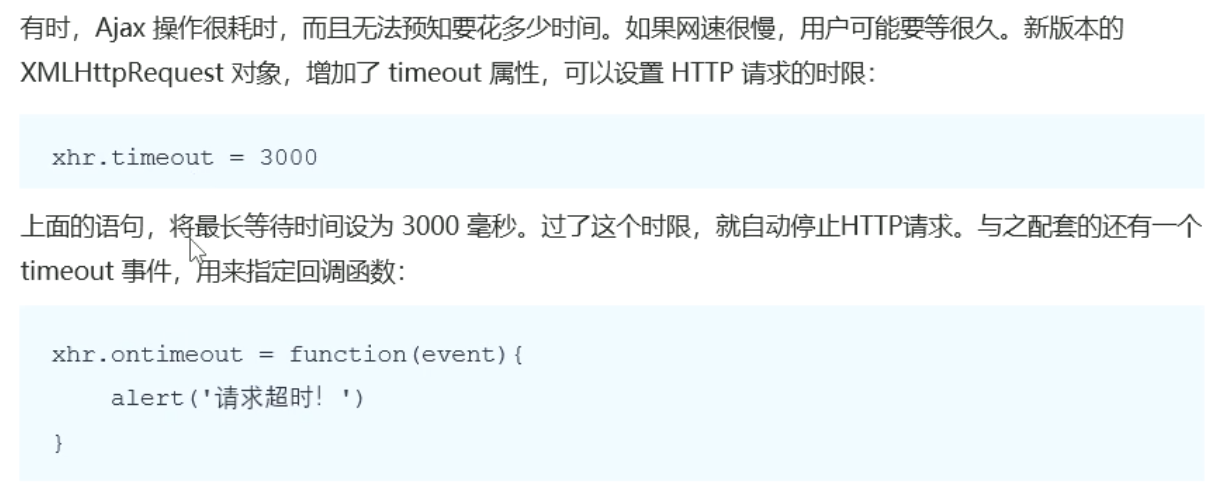 有时，Ajax 操作很耗时，而且无法预知要花多少时间。如果网速很慢，用户可能要等很久。新版本的
XMLHttpRequest 对象，增加了 timeout 属性，可以设置 HTTP 请求的时限：
xhr.timeout = 3000
上面的语句，将最长等待时间设为 3000 毫秒。过了这个时限，就自动停止HTTP请求。与之配套的还有一个
timeout 事件，用来指定回调函数：
xhr.ontimeout = function(event){
    alert('请求超时！')
}